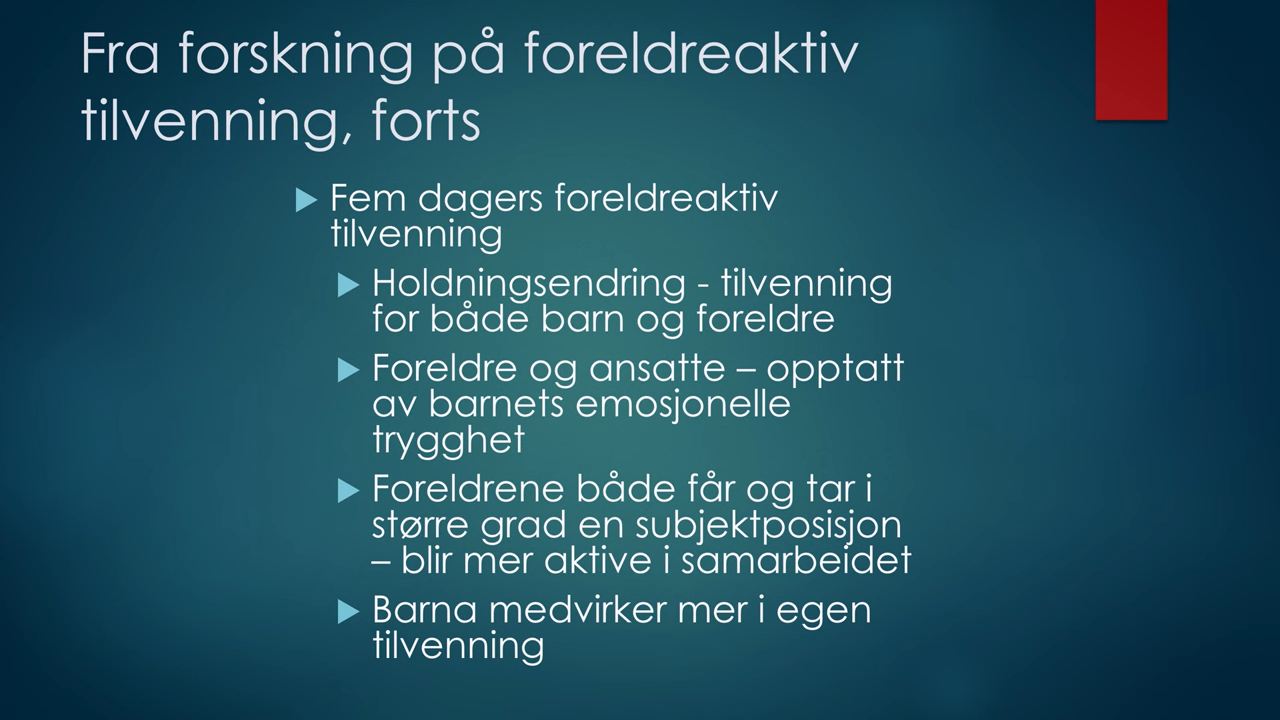 Fra forskning på foreldreaktiv
tilvenning, forts
Fem dagers foreldreaktiv
tilvenning
Holdningsendring - tilvenning
for både barn og foreldre
Foreldre og ansatte – opptatt
av barnets emosjonelle
trygghet
Foreldrene både får og tar i
større grad en subjektposisjon
– blir mer aktive i samarbeidet
Barna medvirker mer i egen
tilvenning